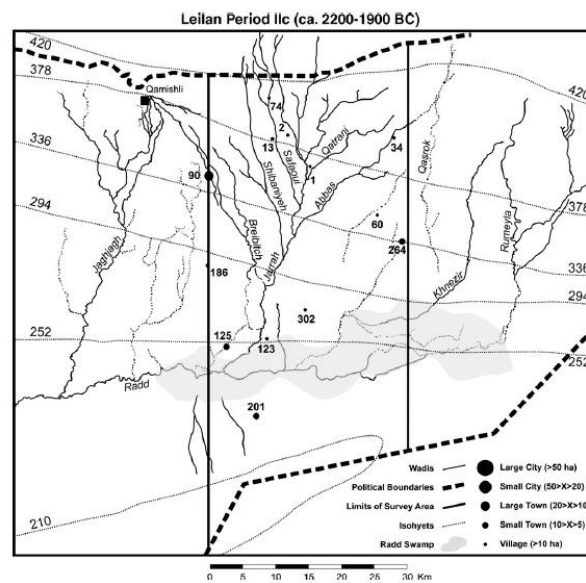 Leilan Period IIc (ca. 2200-1900 BC)
420
378
336
294
252
210
Qamishli
74
2
13
1
34
90
60
264
186
302
125
123
201
Jaghjagh
Breibitch
Shibaniyeh
Safaoui
Qatrani
Abbas
Jarrah
Qasrok
Khnezir
Rumeyla
Radd
420
378
336
294
252
Wadis
Political Boundaries
Limits of Survey Area
Isohyets
Radd Swamp
Large City (>50 ha)
Small City (50>X>20)
Large Town (20>X>10)
Small Town (10>X>5)
Village (>10 ha)
0 5 10 15 20 25 30 Km